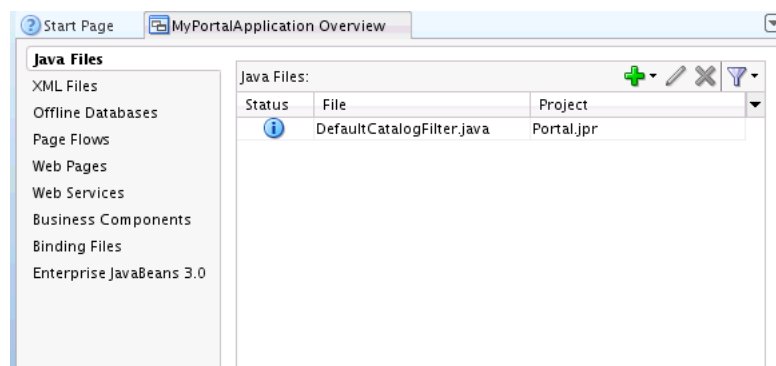 Start Page
MyPortalApplication Overview
Java Files
XML Files
Offline Databases
Page Flows
Web Pages
Web Services
Business Components
Binding Files
Enterprise JavaBeans 3.0
Java Files:
Status File Project
DefaultCatalogFilter.java Portal.jpr